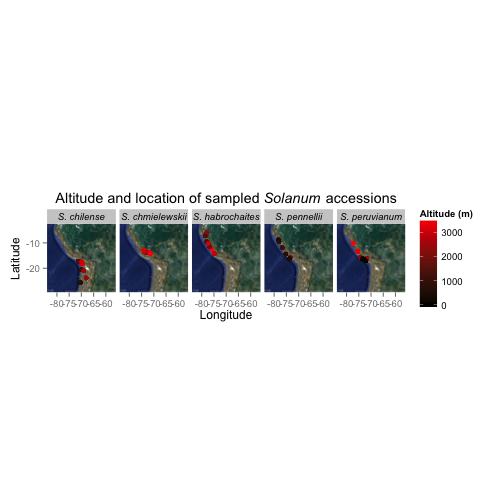 Altitude and location of sampled Solanum accessions
S. chilense S. chmielewskii S. habrochaites S. pennellii S. peruvianum
Altitude (m)
3000
2000
1000
0
Latitude
-10
-20
-80-75-70-65-60 -80-75-70-65-60 -80-75-70-65-60 -80-75-70-65-60 -80-75-70-65-60
Longitude